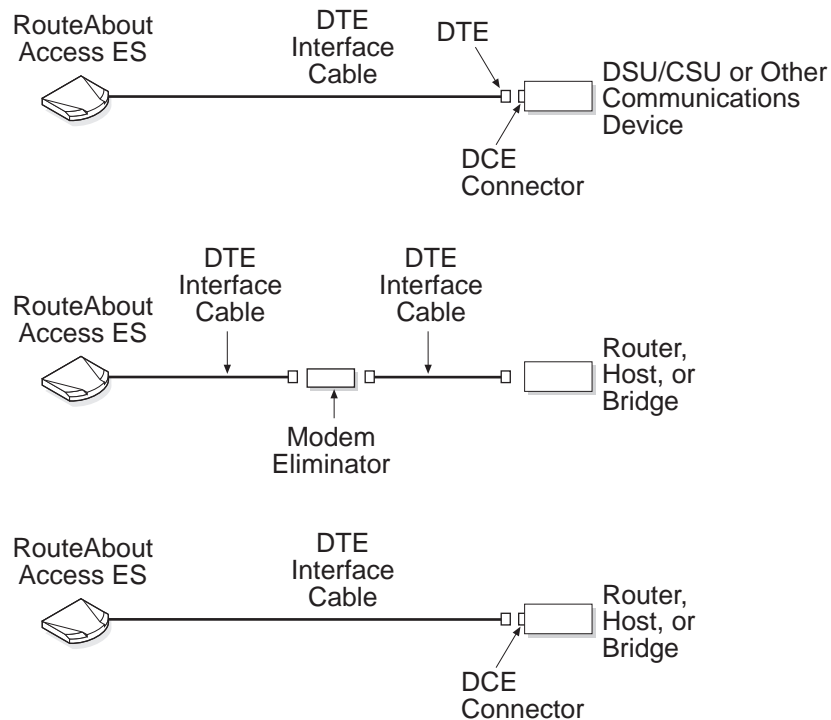 RouteAbout
Access ES
DTE
Interface
Cable
DTE
DSU/CSU or Other
Communications
Device
DCE
Connector
RouteAbout
Access ES
DTE
Interface
Cable
DTE
Interface
Cable
Router,
Host, or
Bridge
Modem
Eliminator
RouteAbout
Access ES
DTE
Interface
Cable
Router,
Host, or
Bridge
DCE
Connector